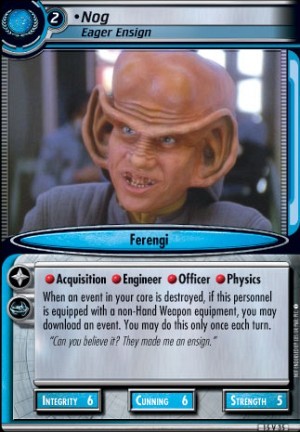 2 •Nog
Eager Ensign
Ferengi
Acquisition Engineer Officer Physics
When an event in your core is destroyed, if this personnel
is equipped with a non-Hand Weapon equipment, you may
download an event. You may do this only once each turn.
"Can you believe it? They made me an ensign."
INTEGRITY 6 CUNNING 6 STRENGTH 5
15 V 35